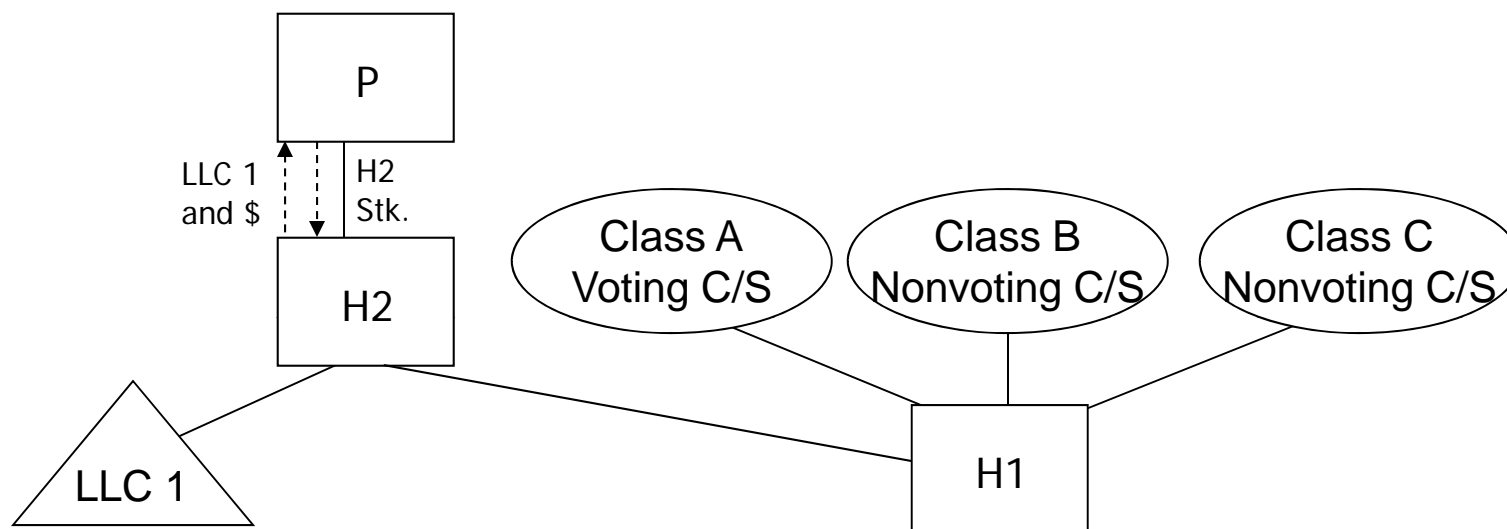 P
LLC 1
and $
H2
Stk.
H2
Class A
Voting C/S
Class B
Nonvoting C/S
Class C
Nonvoting C/S
LLC 1
H1